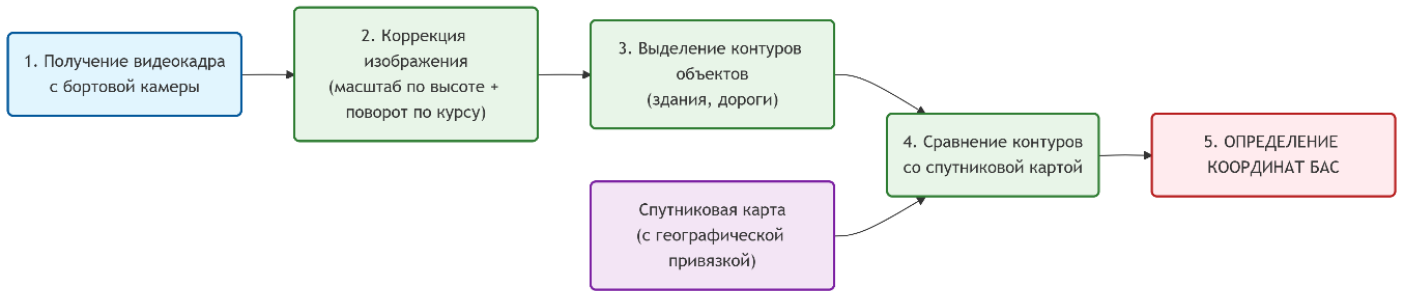 1. Получение видеокадра
с бортовой камеры
2. Коррекция
изображения
(масштаб по высоте +
поворот по курсу)
3. Выделение контуров
объектов
(здания, дороги)
Спутниковая карта
(с географической
привязкой)
4. Сравнение контуров
со спутниковой картой
5. ОПРЕДЕЛЕНИЕ
КООРДИНАТ БАС